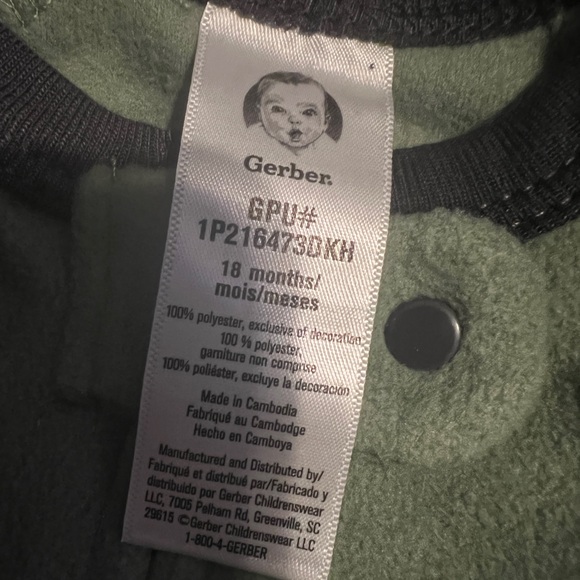 Gerber.
GPU#
1P216473DKH
18 months/
mois/meses
100% polyester, exclusive of decoration
100 % polyester,
garniture non comprise
100% poliéster, excluye la decoración
Made in Cambodia
Fabriqué au Cambodge
Hecho en Camboya
Manufactured and Distributed by/
Fabriqué et distribué par/Fabricado y
distribuido por Gerber Childrenswear
LLC, 7005 Pelham Rd, Greenville, SC
29615 ©Gerber Childrenswear LLC
1-800-4-GERBER